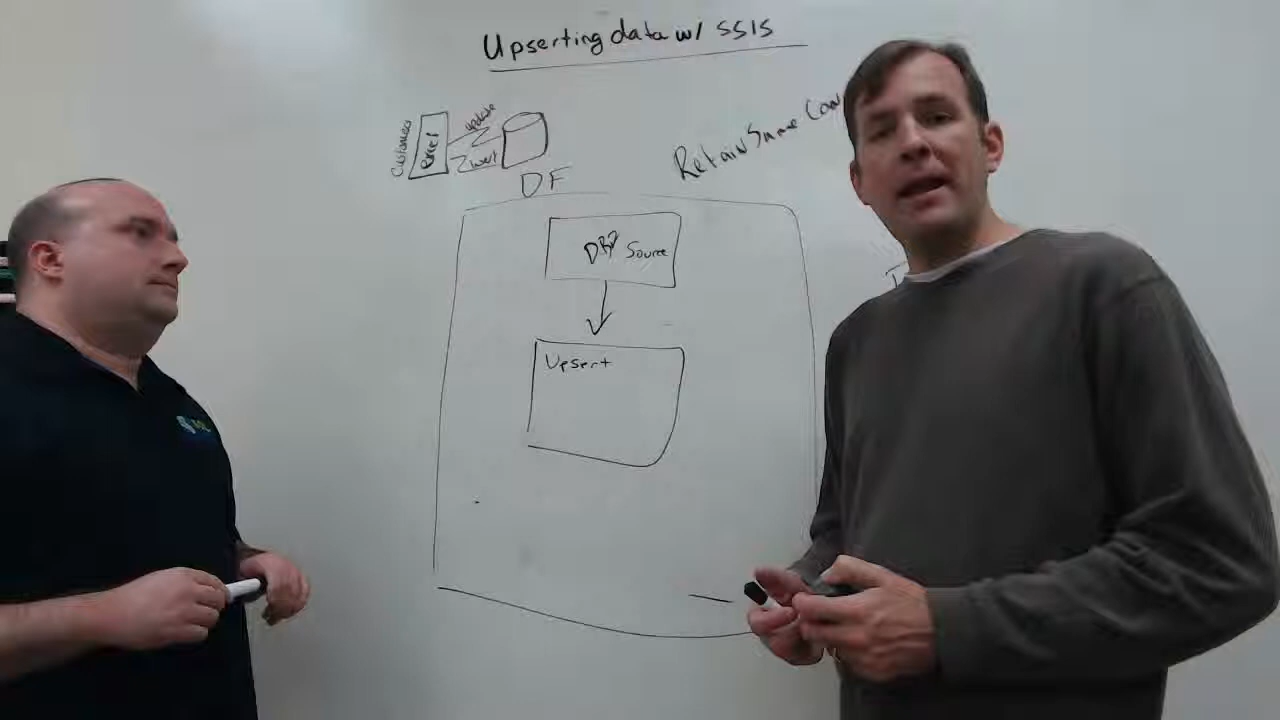 Upserting data w/ SSIS
Customers
excel
update
Insert
DF
Retain Same Con
Source
Upsert